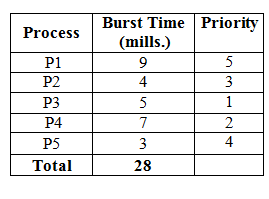 Process Burst Time (mills.) Priority
P1 9 5
P2 4 3
P3 5 1
P4 7 2
P5 3 4
Total 28